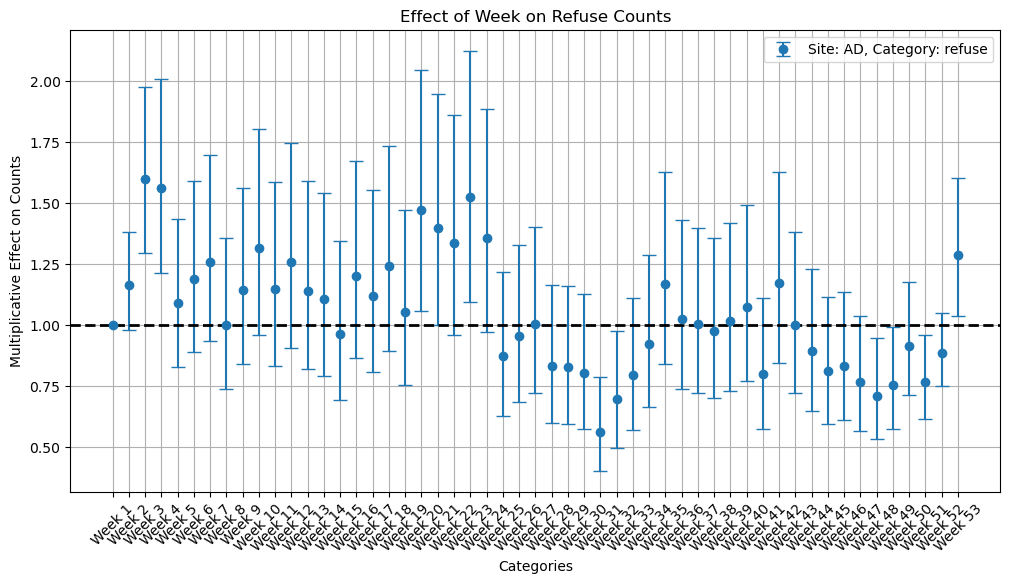 Effect of Week on Refuse Counts
Site: AD, Category: refuse
Multiplicative Effect on Counts
2.00
1.75
1.50
1.25
1.00
0.75
0.50
Week 1
Week 2
Week 3
Week 4
Week 5
Week 6
Week 7
Week 8
Week 9
Week 10
Week 11
Week 12
Week 13
Week 14
Week 15
Week 16
Week 17
Week 18
Week 19
Week 20
Week 21
Week 22
Week 23
Week 24
Week 25
Week 26
Week 27
Week 28
Week 29
Week 30
Week 31
Week 32
Week 33
Week 34
Week 35
Week 36
Week 37
Week 38
Week 39
Week 40
Week 41
Week 42
Week 43
Week 44
Week 45
Week 46
Week 47
Week 48
Week 49
Week 50
Week 51
Week 52
Week 53
Categories